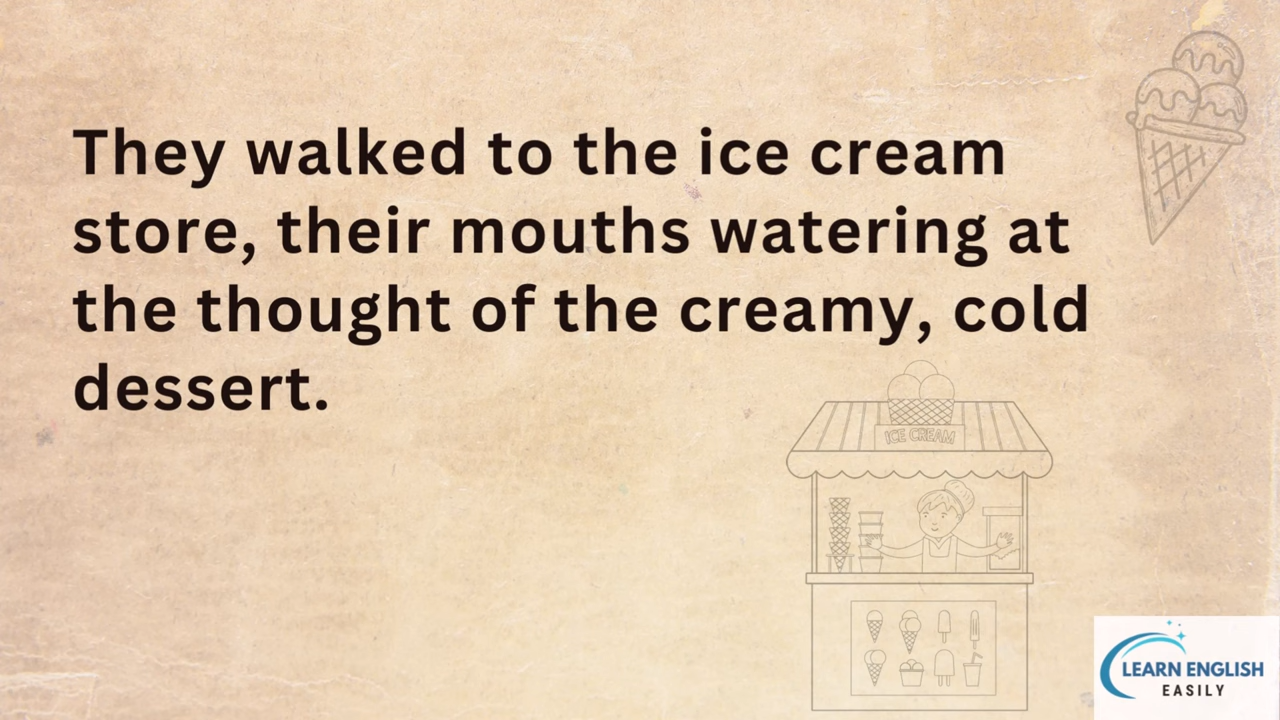 They walked to the ice cream
store, their mouths watering at
the thought of the creamy, cold
dessert.
ICE CREAM
LEARN ENGLISH
EASILY